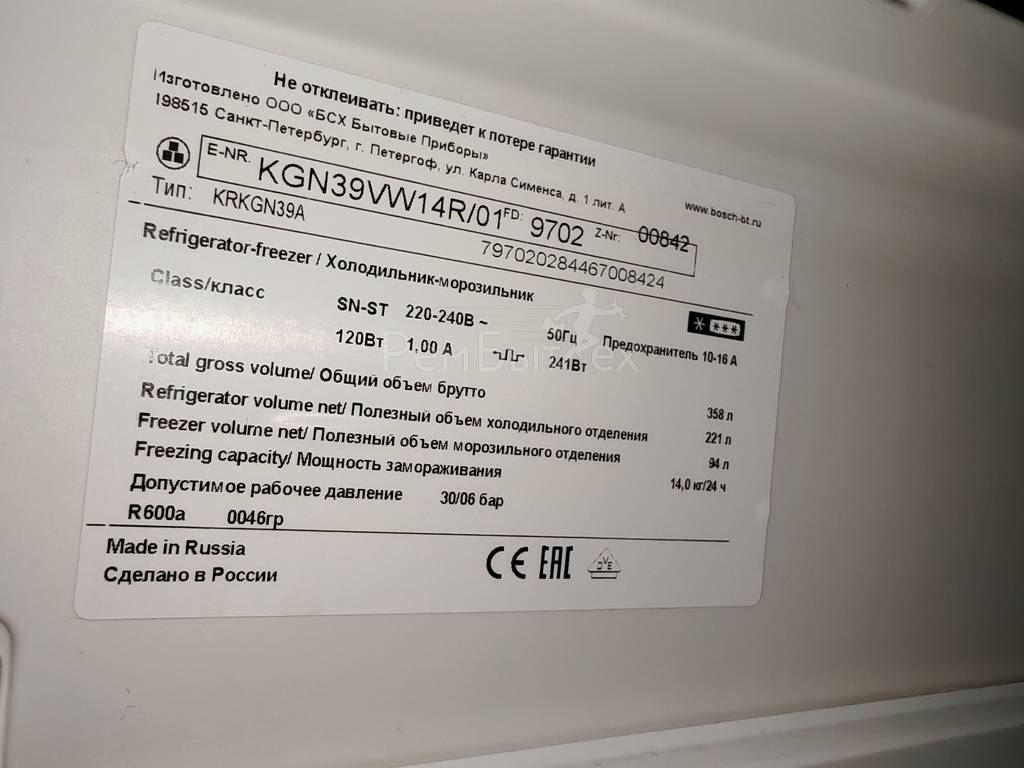 Не отклеивать: приведет к потере гарантии
Изготовлено ООО «БСХ Бытовые Приборы»
198515 Санкт-Петербург, г. Петергоф, ул. Карла Сименса, д. 1 лит. А
www.bosch-bt.ru
E-NR. KGN39VW14R/01 FD: 9702 Z-Nr: 00842
Тип: KRKGN39A 797020284467008424
Refrigerator-freezer / Холодильник-морозильник
Class/класс SN-ST 220-240В ~ 50Гц Предохранитель 10-16 А
120Вт 1,00 А 241Вт
РемБытТех
Total gross volume/ Общий объем брутто 358 л
Refrigerator volume net/ Полезный объем холодильного отделения 221 л
Freezer volume net/ Полезный объем морозильного отделения 94 л
Freezing capacity/ Мощность замораживания 14,0 кг/24 ч
Допустимое рабочее давление 30/06 бар
R600a 0046гр
Made in Russia
Сделано в России
CE EAC DVE